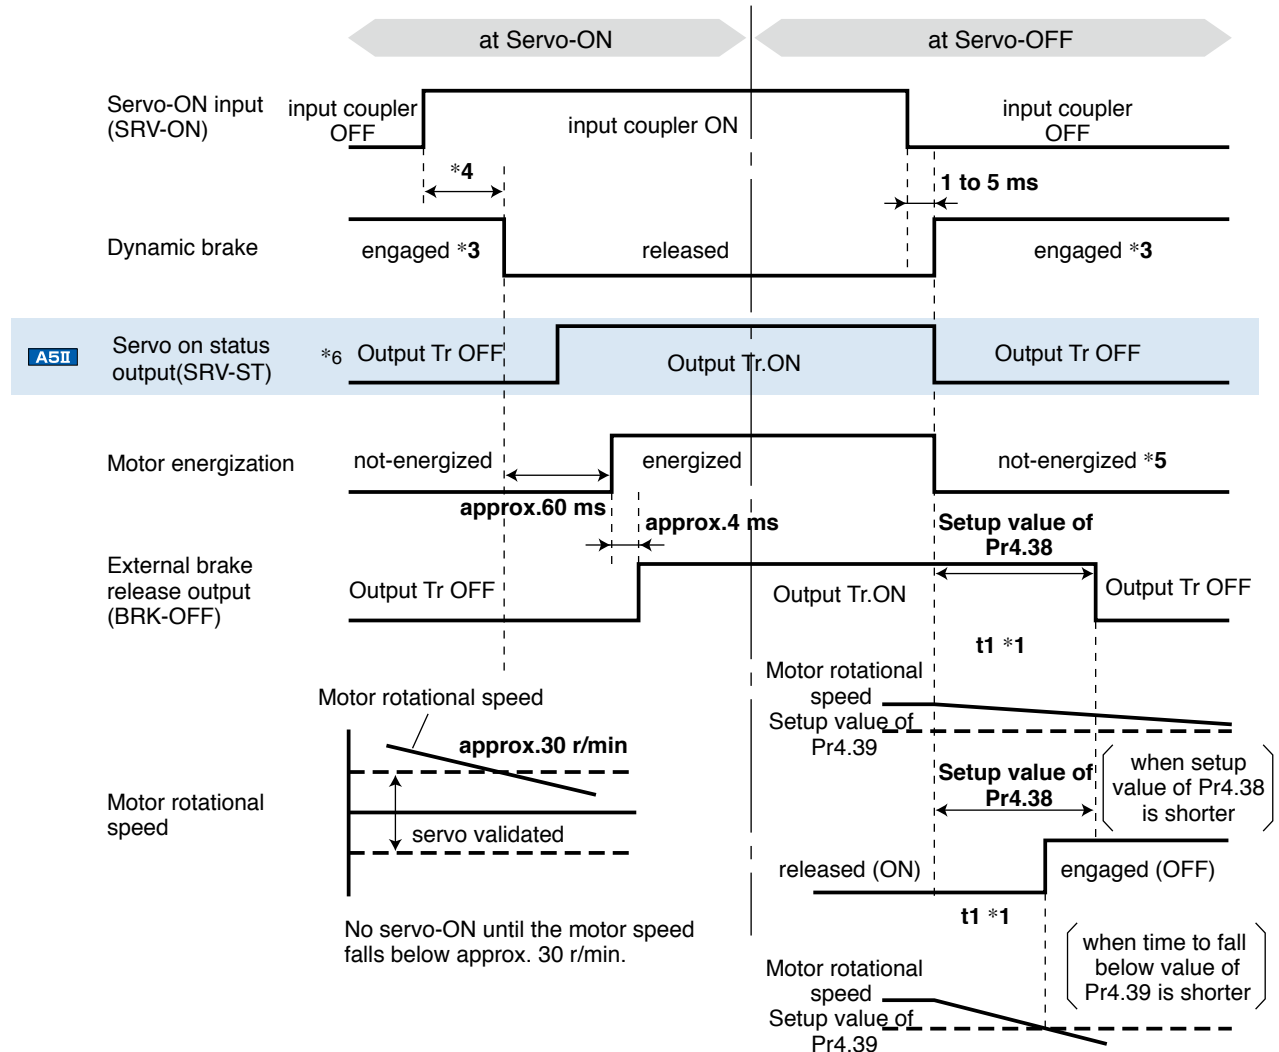 at Servo-ON
at Servo-OFF
Servo-ON input
(SRV-ON)
input coupler
OFF
input coupler ON
input coupler
OFF
*4
1 to 5 ms
Dynamic brake
engaged *3
released
engaged *3
A5II
Servo on status
output(SRV-ST)
*6
Output Tr OFF
Output Tr.ON
Output Tr OFF
Motor energization
not-energized
energized
not-energized *5
approx.60 ms
approx.4 ms
Setup value of
Pr4.38
External brake
release output
(BRK-OFF)
Output Tr OFF
Output Tr.ON
Output Tr OFF
t1 *1
Motor rotational
speed
Setup value of
Pr4.39
Motor rotational speed
approx.30 r/min
Motor rotational
speed
servo validated
Setup value of
Pr4.38
when setup
value of Pr4.38
is shorter
released (ON)
engaged (OFF)
t1 *1
No servo-ON until the motor speed
falls below approx. 30 r/min.
when time to fall
below value of
Pr4.39 is shorter
Motor rotational
speed
Setup value of
Pr4.39